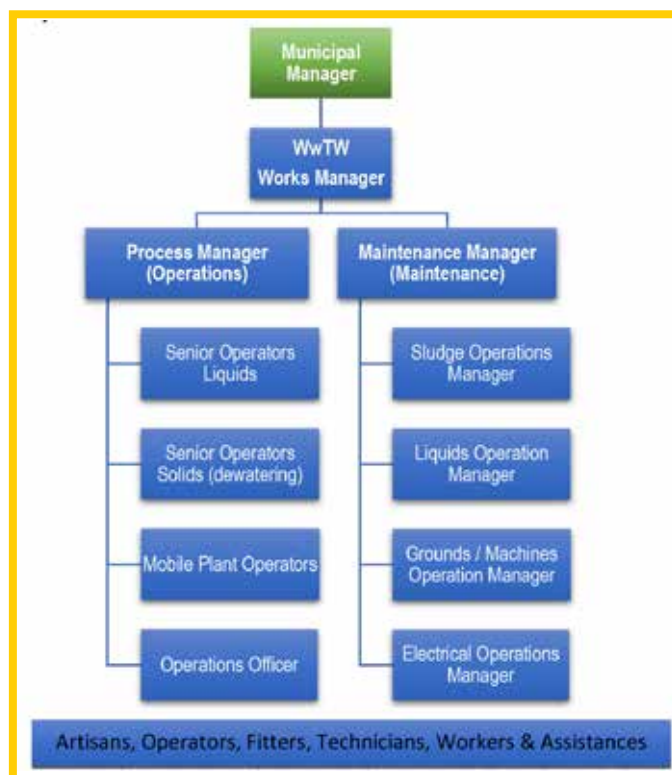 Municipal
Manager
WwTW
Works Manager
Process Manager
(Operations)
Maintenance Manager
(Maintenance)
Senior Operators
Liquids
Sludge Operations
Manager
Senior Operators
Solids (dewatering)
Liquids Operation
Manager
Mobile Plant Operators
Grounds / Machines
Operation Manager
Operations Officer
Electrical Operations
Manager
Artisans, Operators, Fitters, Technicians, Workers & Assistances